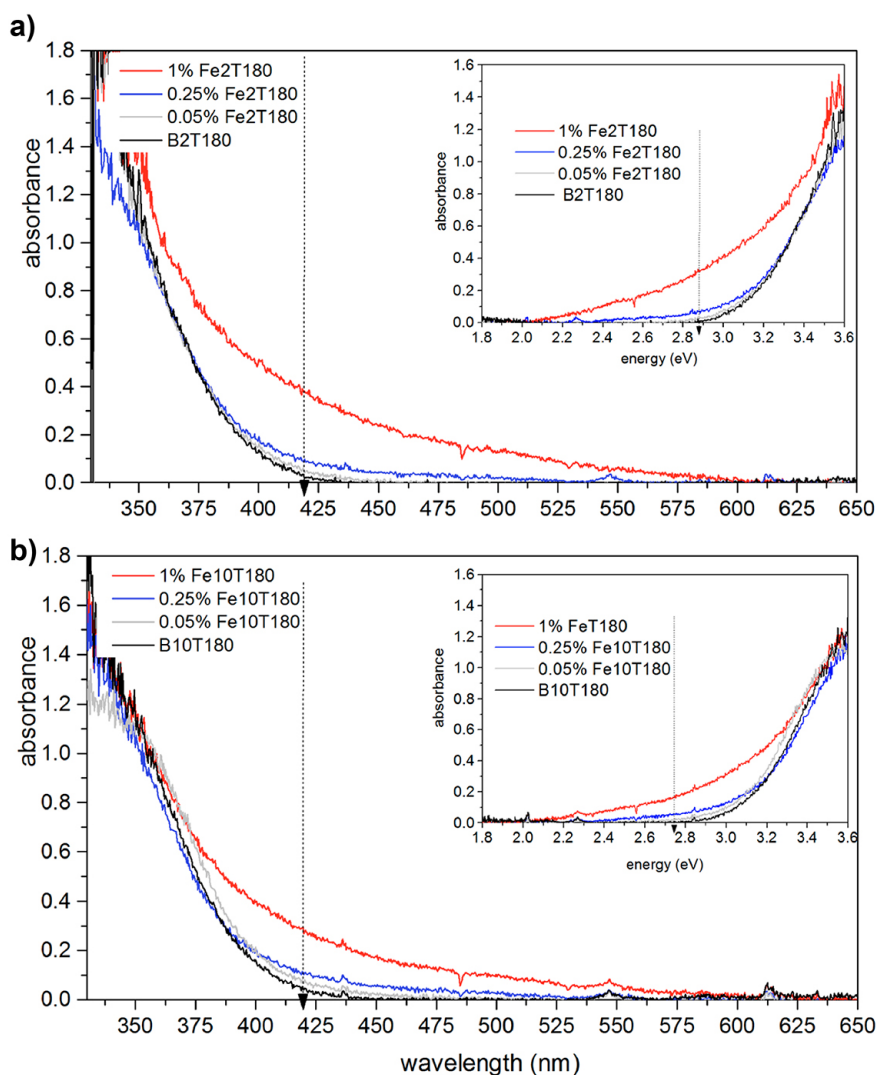 a)
1.8
1.6
1.4
1.2
1.0
0.8
0.6
0.4
0.2
0.0
absorbance
1% Fe2T180
0.25% Fe2T180
0.05% Fe2T180
B2T180
350 375 400 425 450 475 500 525 550 575 600 625 650
1.6
1.4
1.2
1.0
0.8
0.6
0.4
0.2
0.0
absorbance
1% Fe2T180
0.25% Fe2T180
0.05% Fe2T180
B2T180
1.8 2.0 2.2 2.4 2.6 2.8 3.0 3.2 3.4 3.6
energy (eV)
b)
1.8
1.6
1.4
1.2
1.0
0.8
0.6
0.4
0.2
0.0
absorbance
1% Fe10T180
0.25% Fe10T180
0.05% Fe10T180
B10T180
350 375 400 425 450 475 500 525 550 575 600 625 650
wavelength (nm)
1.6
1.4
1.2
1.0
0.8
0.6
0.4
0.2
0.0
absorbance
1% FeT180
0.25% Fe10T180
0.05% Fe10T180
B10T180
1.8 2.0 2.2 2.4 2.6 2.8 3.0 3.2 3.4 3.6
energy (eV)